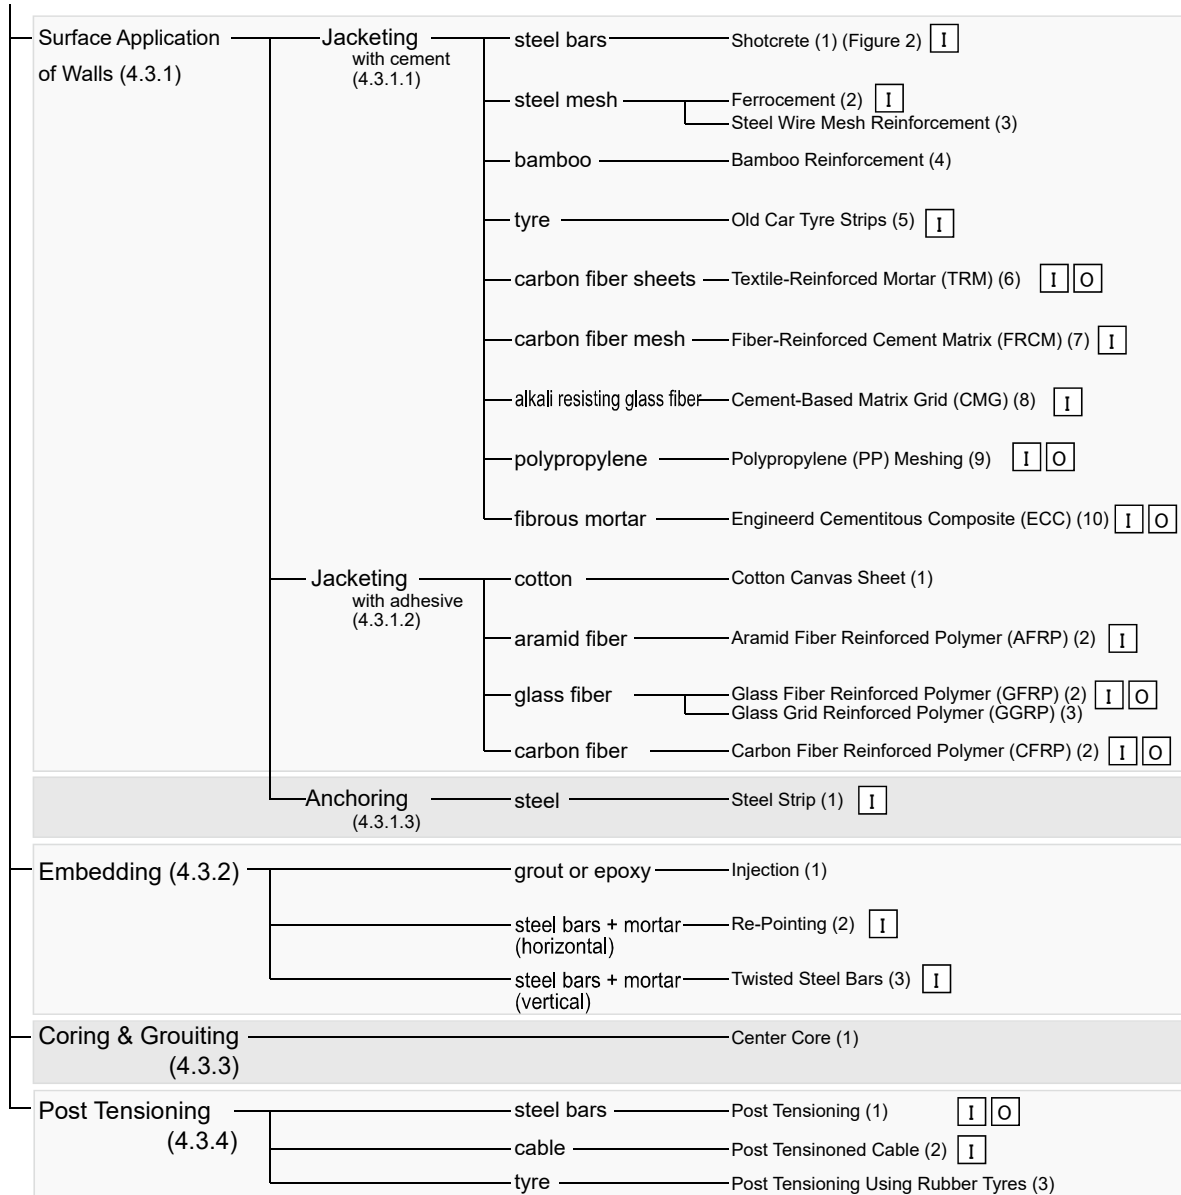 Surface Application
of Walls (4.3.1)
Jacketing
with cement
(4.3.1.1)
steel bars
Shotcrete (1) (Figure 2) I
steel mesh
Ferrocement (2) I
Steel Wire Mesh Reinforcement (3)
bamboo
Bamboo Reinforcement (4)
tyre
Old Car Tyre Strips (5) I
carbon fiber sheets
Textile-Reinforced Mortar (TRM) (6) I O
carbon fiber mesh
Fiber-Reinforced Cement Matrix (FRCM) (7) I
alkali resisting glass fiber
Cement-Based Matrix Grid (CMG) (8) I
polypropylene
Polypropylene (PP) Meshing (9) I O
fibrous mortar
Engineerd Cementitous Composite (ECC) (10) I O
Jacketing
with adhesive
(4.3.1.2)
cotton
Cotton Canvas Sheet (1)
aramid fiber
Aramid Fiber Reinforced Polymer (AFRP) (2) I
glass fiber
Glass Fiber Reinforced Polymer (GFRP) (2) I O
Glass Grid Reinforced Polymer (GGRP) (3)
carbon fiber
Carbon Fiber Reinforced Polymer (CFRP) (2) I O
Anchoring
(4.3.1.3)
steel
Steel Strip (1) I
Embedding (4.3.2)
grout or epoxy
Injection (1)
steel bars + mortar
(horizontal)
Re-Pointing (2) I
steel bars + mortar
(vertical)
Twisted Steel Bars (3) I
Coring & Grouiting
(4.3.3)
Center Core (1)
Post Tensioning
(4.3.4)
steel bars
Post Tensioning (1) I O
cable
Post Tensinoned Cable (2) I
tyre
Post Tensioning Using Rubber Tyres (3)